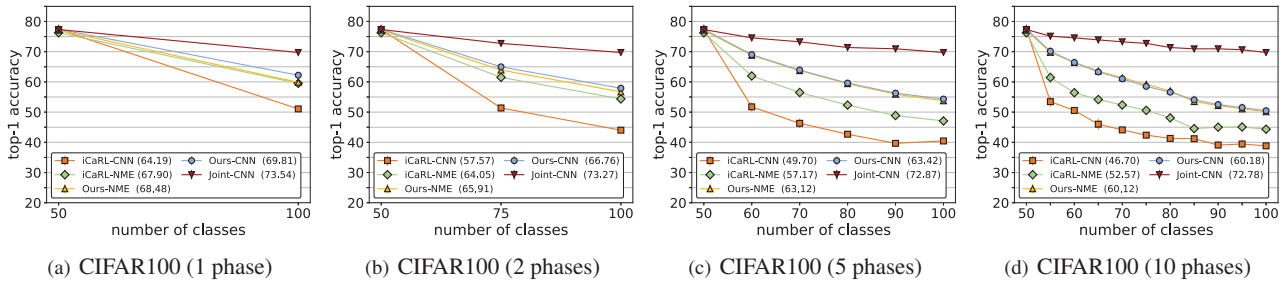 80
70
60
50
40
30
20
top-1 accuracy
iCaRL-CNN (64.19)
iCaRL-NME (67.90)
Ours-NME (68,48)
Ours-CNN (69.81)
Joint-CNN (73.54)
50 100
number of classes
(a) CIFAR100 (1 phase)
80
70
60
50
40
30
20
top-1 accuracy
iCaRL-CNN (57.57)
iCaRL-NME (64.05)
Ours-NME (65,91)
Ours-CNN (66.76)
Joint-CNN (73.27)
50 75 100
number of classes
(b) CIFAR100 (2 phases)
80
70
60
50
40
30
20
top-1 accuracy
iCaRL-CNN (49.70)
iCaRL-NME (57.17)
Ours-NME (63,12)
Ours-CNN (63.42)
Joint-CNN (72.87)
50 60 70 80 90 100
number of classes
(c) CIFAR100 (5 phases)
80
70
60
50
40
30
20
top-1 accuracy
iCaRL-CNN (46.70)
iCaRL-NME (52.57)
Ours-NME (60,12)
Ours-CNN (60.18)
Joint-CNN (72.78)
50 60 70 80 90 100
number of classes
(d) CIFAR100 (10 phases)